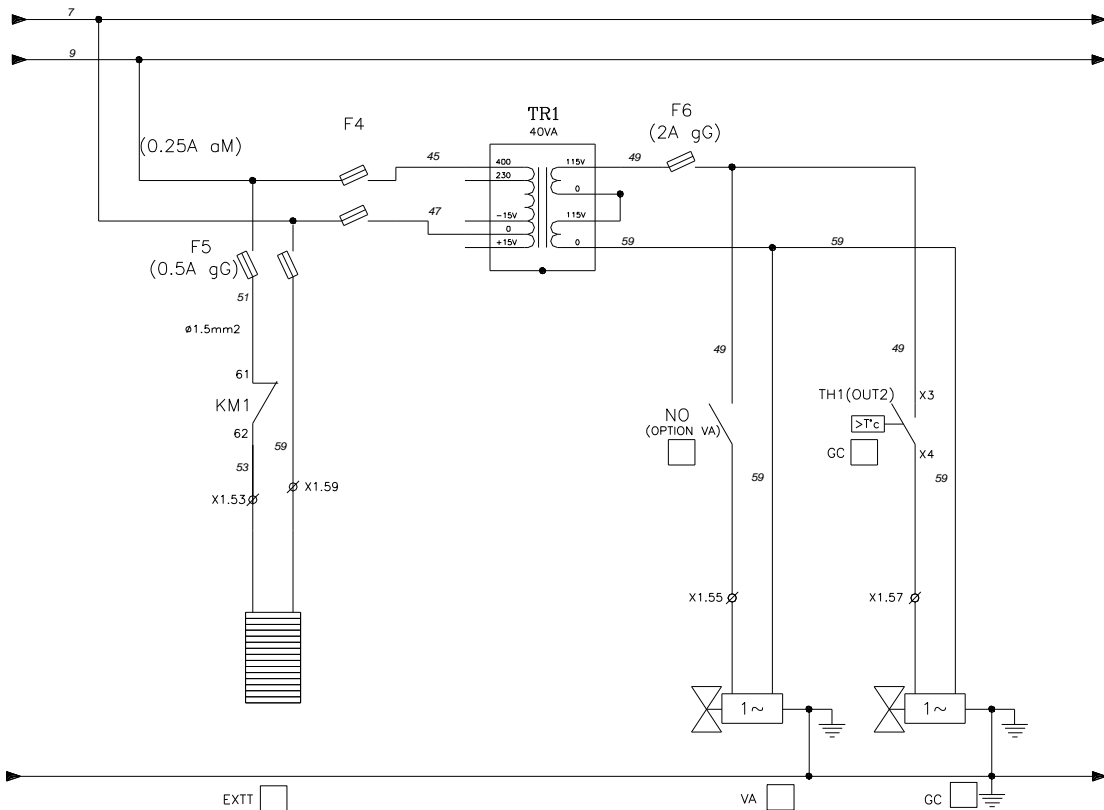 7
9
F4
(0.25A aM)
TR1
40VA
F6
(2A gG)
45
400
230
115V
0
49
47
-15V
0
+15V
115V
0
59
59
F5
(0.5A gG)
51
ø1.5mm2
61
KM1
62
53
59
X1.53
X1.59
49
49
NO
(OPTION VA)
TH1(OUT2)
X3
>T°c
GC
X4
59
59
X1.55
X1.57
1~
1~
EXTT
VA
GC